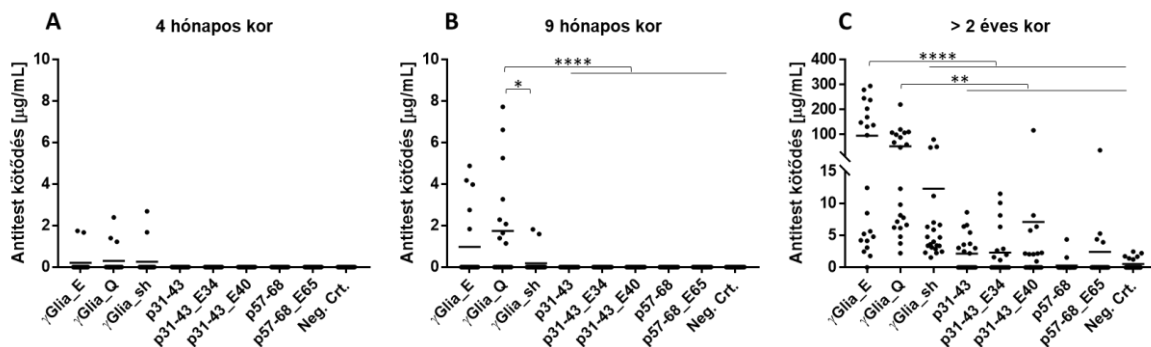 A
4 hónapos kor
Antitest kötődés [µg/mL]
10
8
6
4
2
0
γGlia_E
γGlia_Q
γGlia_sh
p31-43
p31-43_E34
p31-43_E40
p57-68
p57-68_E65
Neg. Crt.
B
9 hónapos kor
Antitest kötődés [µg/mL]
10
8
6
4
2
0
****
*
γGlia_E
γGlia_Q
γGlia_sh
p31-43
p31-43_E34
p31-43_E40
p57-68
p57-68_E65
Neg. Crt.
C
> 2 éves kor
Antitest kötődés [µg/mL]
400
300
200
100
15
10
5
0
****
**
γGlia_E
γGlia_Q
γGlia_sh
p31-43
p31-43_E34
p31-43_E40
p57-68
p57-68_E65
Neg. Crt.